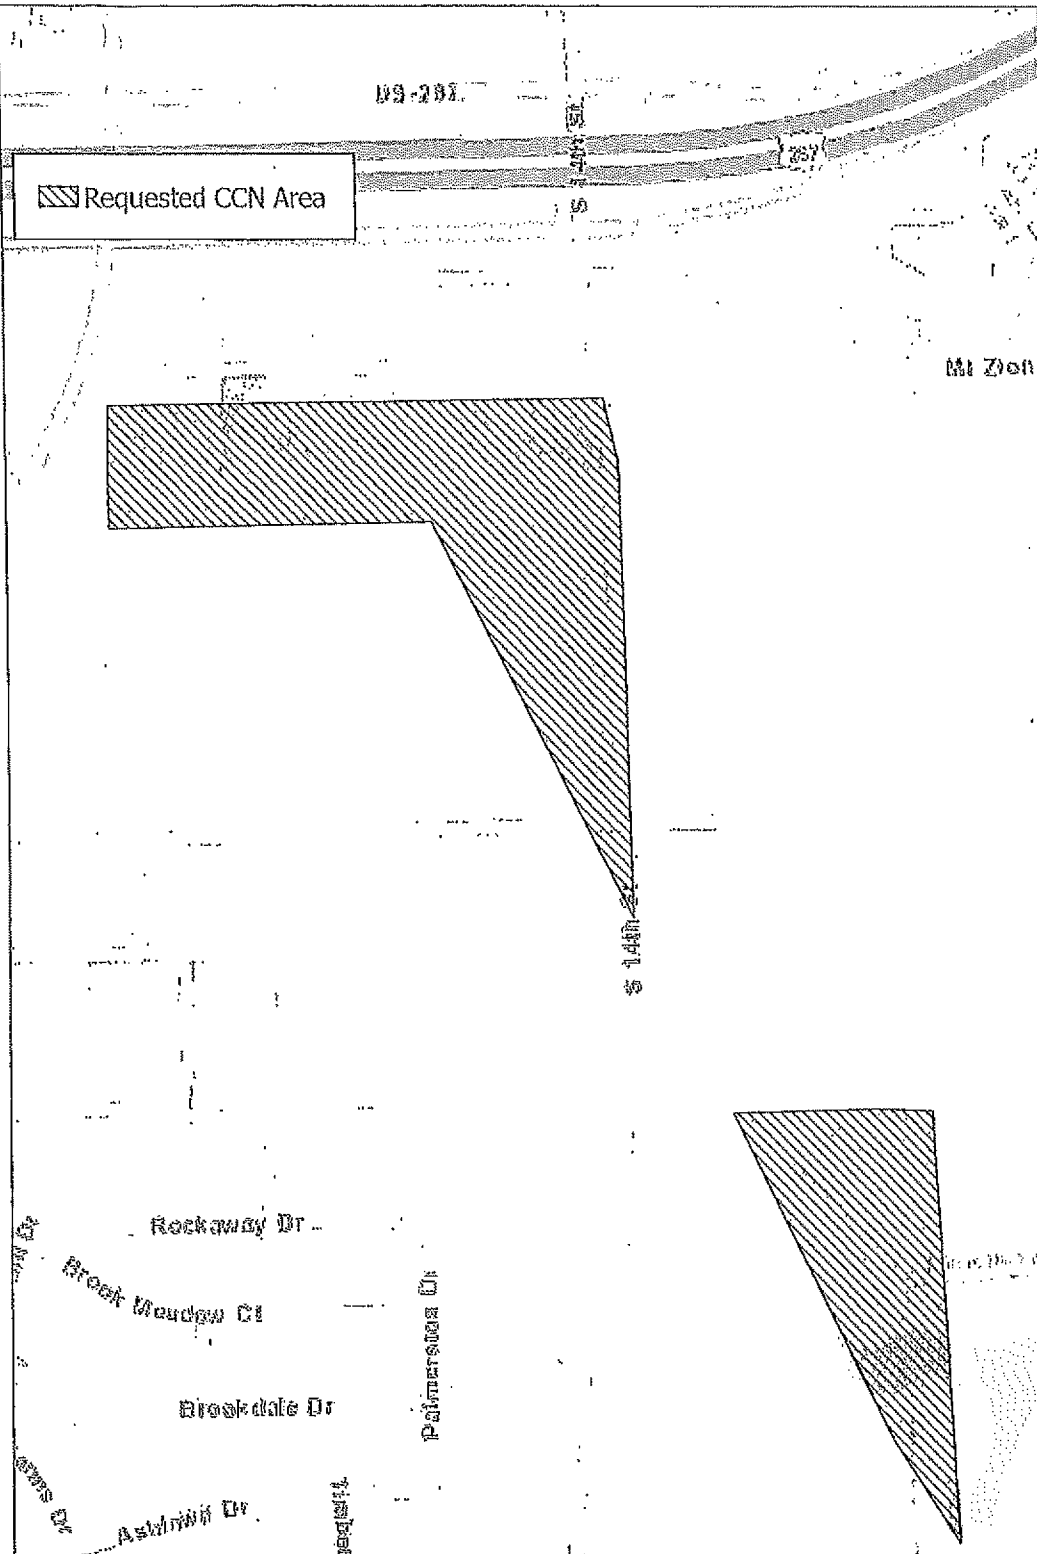 US-287
S 14th St
287
Requested CCN Area
Mt Zion
S 14th
Rockaway Dr
Brook Meadow Ct
Palmerston Dr
Brookdale Dr
Dr
Dr